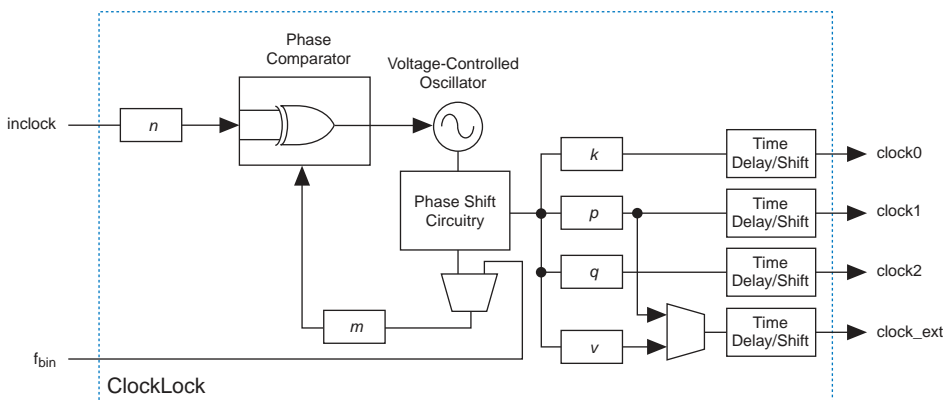 Phase
Comparator
Voltage-Controlled
Oscillator
inclock
n
k
Time
Delay/Shift
clock0
Phase Shift
Circuitry
p
Time
Delay/Shift
clock1
q
Time
Delay/Shift
clock2
m
v
Time
Delay/Shift
clock_ext
fbin
ClockLock